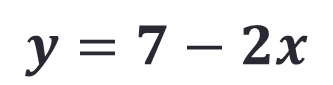 y = 7 − 2x